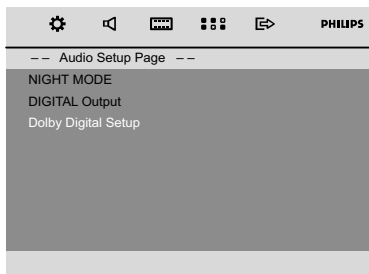 PHILIPS
-- Audio Setup Page --
NIGHT MODE
DIGITAL Output
Dolby Digital Setup